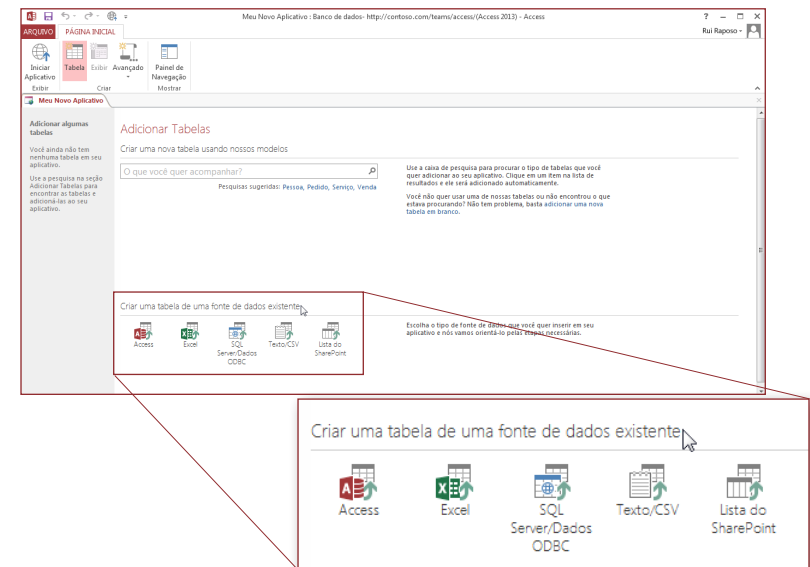 Meu Novo Aplicativo : Banco de dados- http://contoso.com/teams/access/(Access 2013) - Access
ARQUIVO PÁGINA INICIAL
Rui Raposo
Iniciar Aplicativo
Tabela
Exibir
Avançado
Painel de Navegação
Exibir
Criar
Mostrar
Meu Novo Aplicativo
Adicionar algumas
tabelas
Você ainda não tem
nenhuma tabela em seu
aplicativo.
Use a pesquisa na seção
Adicionar Tabelas para
encontrar as tabelas e
adicioná-las ao seu
aplicativo.
Adicionar Tabelas
Criar uma nova tabela usando nossos modelos
O que você quer acompanhar?
Pesquisas sugeridas: Pessoa, Pedido, Serviço, Venda
Use a caixa de pesquisa para procurar o tipo de tabelas que você
quer adicionar ao seu aplicativo. Clique em um item na lista de
resultados e ele será adicionado automaticamente.
Você não quer usar uma de nossas tabelas ou não encontrou o que
estava procurando? Não tem problema, basta adicionar uma nova
tabela em branco.
Criar uma tabela de uma fonte de dados existente
Access
Excel
SQL
Server/Dados
ODBC
Texto/CSV
Lista do
SharePoint
Escolha o tipo de fonte de dados que você quer inserir em seu
aplicativo e nós vamos orientá-lo pelas etapas necessárias.
Criar uma tabela de uma fonte de dados existente
Access
Excel
SQL
Server/Dados
ODBC
Texto/CSV
Lista do
SharePoint